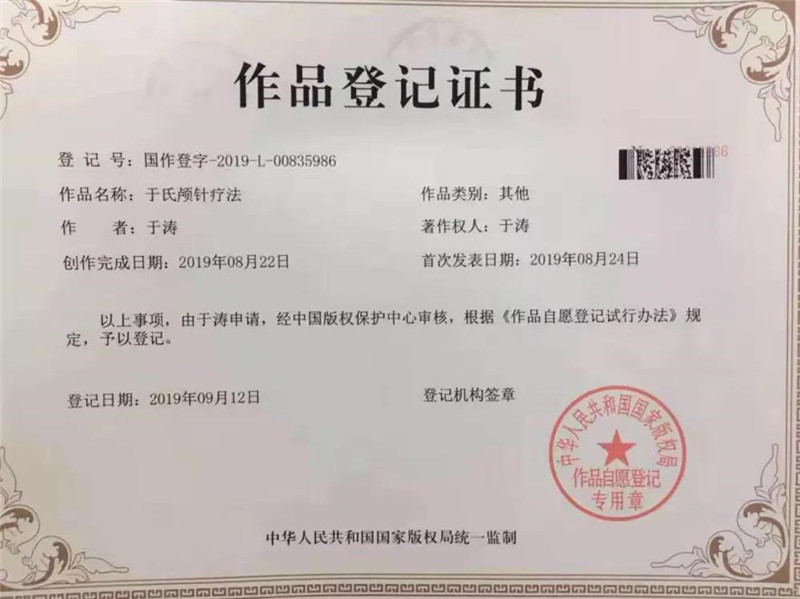 作品登记证书
登 记 号：国作登字-2019-L-00835986
作品名称：于氏颅针疗法
作品类别：其他
作 者：于涛
著作权人：于涛
创作完成日期：2019年08月22日
首次发表日期：2019年08月24日
以上事项，由于涛申请，经中国版权保护中心审核，根据《作品自愿登记试行办法》规
定，予以登记。
登记日期：2019年09月12日
登记机构签章
中华人民共和国国家版权局
作品自愿登记
专用章
中华人民共和国国家版权局统一监制